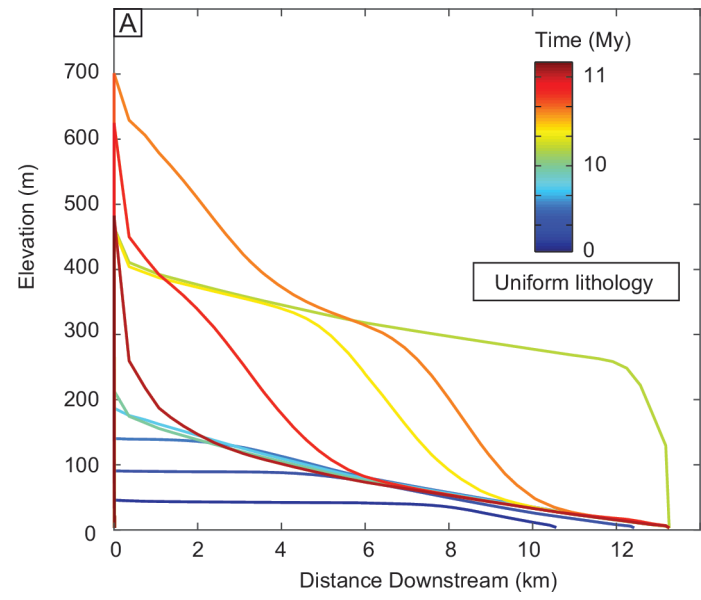 A
Time (My)
11
10
0
Uniform lithology
Elevation (m)
700
600
500
400
300
200
100
0
0 2 4 6 8 10 12
Distance Downstream (km)